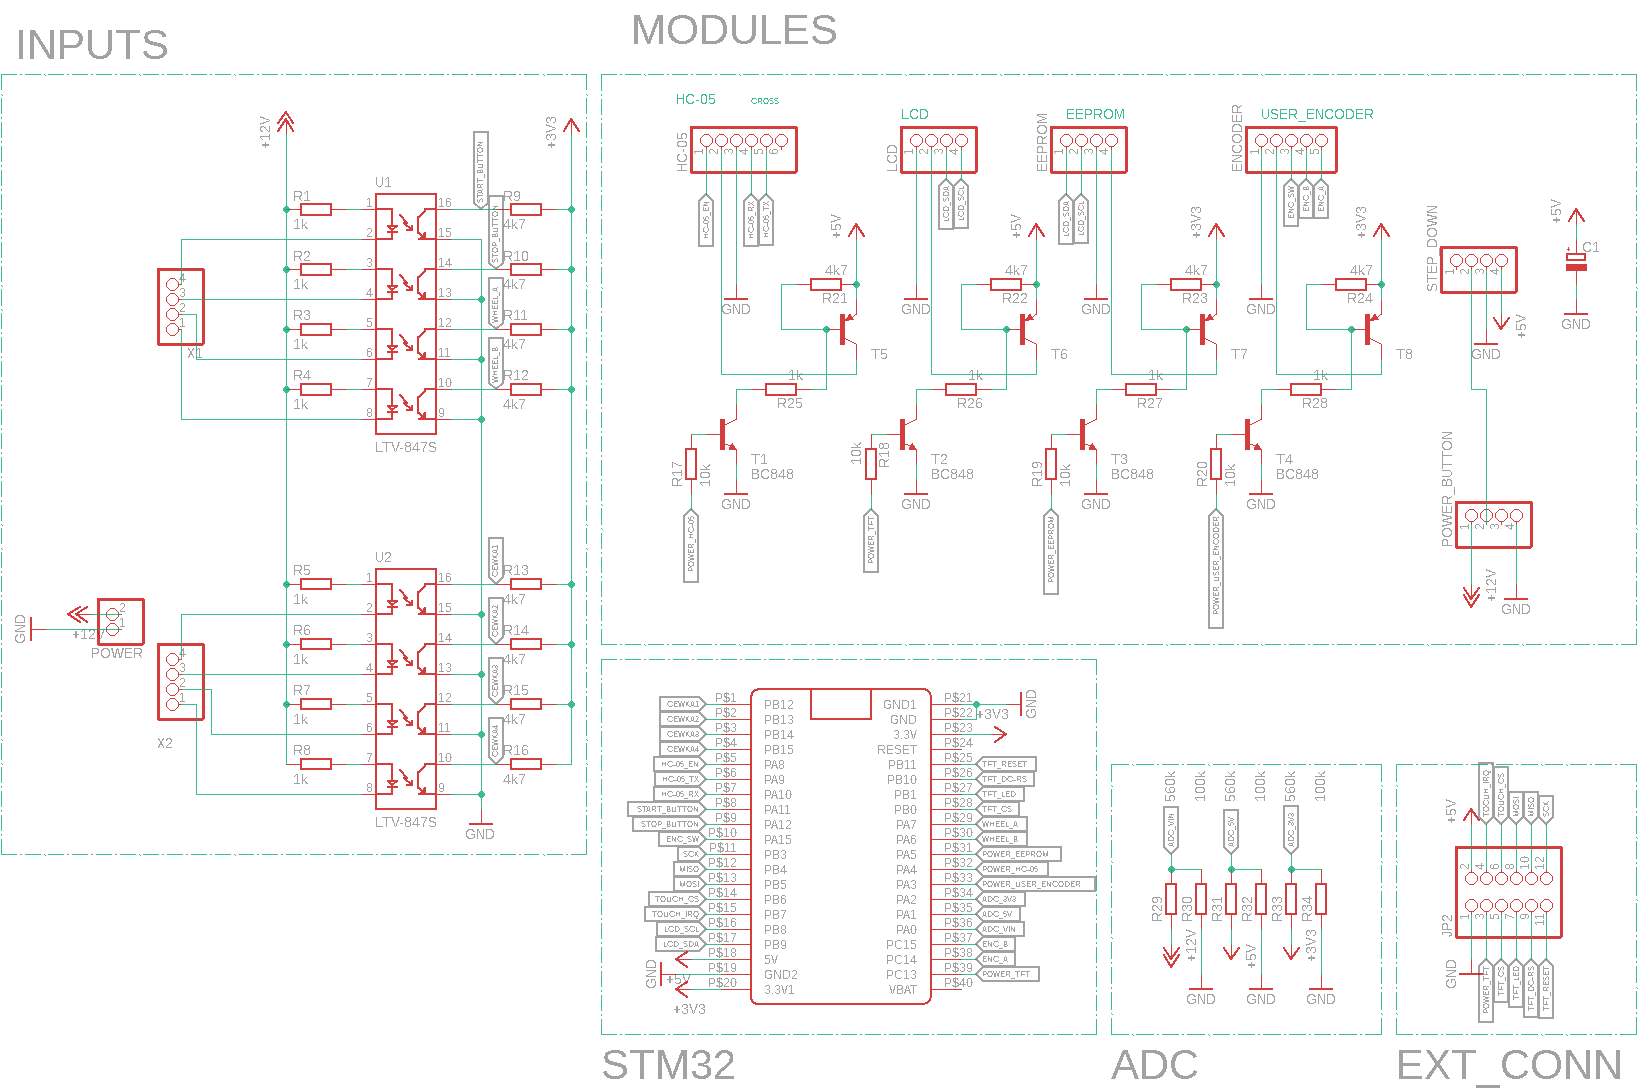 INPUTS
+12V
+3V3
START_BUTTON
STOP_BUTTON
WHEEL_A
WHEEL_B
U1
R1
1k
R2
1k
R3
1k
R4
1k
1
2
3
4
5
6
7
8
16
15
14
13
12
11
10
9
R9
4k7
R10
4k7
R11
4k7
R12
4k7
LTV-847S
4
3
2
1
X1
U2
CEWKA1
CEWKA2
CEWKA3
CEWKA4
R5
1k
R6
1k
R7
1k
R8
1k
1
2
3
4
5
6
7
8
16
15
14
13
12
11
10
9
R13
4k7
R14
4k7
R15
4k7
R16
4k7
LTV-847S
GND
GND
+12V
2
1
POWER
4
3
2
1
X2
MODULES
HC-05 CROSS
HC-05
1 2 3 4 5 6
HC-05_EN
HC-05_RX
HC-05_TX
GND
+5V
4k7
R21
T5
1k
R25
T1
BC848
R17
10k
GND
POWER_HC-05
LCD
LCD
1 2 3 4
LCD_SDA
LCD_SCL
GND
+5V
4k7
R22
T6
1k
R26
T2
BC848
10k
R18
GND
POWER_TFT
EEPROM
EEPROM
1 2 3 4
LCD_SDA
LCD_SCL
GND
+3V3
4k7
R23
T7
1k
R27
T3
BC848
R19
10k
GND
POWER_EEPROM
USER_ENCODER
ENCODER
1 2 3 4 5
ENC_SW
ENC_B
ENC_A
GND
+3V3
4k7
R24
T8
1k
R28
T4
BC848
R20
10k
GND
POWER_USER_ENCODER
STEP_DOWN
1 2 3 4
GND
+5V
+5V
C1
GND
POWER_BUTTON
1 2 3 4
+12V
GND
CEWKA1 P$1 PB12
CEWKA2 P$2 PB13
CEWKA3 P$3 PB14
CEWKA4 P$4 PB15
HC-05_EN P$5 PA8
HC-05_TX P$6 PA9
HC-05_RX P$7 PA10
START_BUTTON P$8 PA11
STOP_BUTTON P$9 PA12
ENC_SW P$10 PA15
SCK P$11 PB3
MISO P$12 PB4
MOSI P$13 PB5
TOUCH_CS P$14 PB6
TOUCH_IRQ P$15 PB7
LCD_SCL P$16 PB8
LCD_SDA P$17 PB9
P$18 5V
GND +5V P$19 GND2
P$20 3.3V1
+3V3
GND1 P$21 GND
GND P$22 +3V3
3.3V P$23
RESET P$24
PB11 P$25 TFT_RESET
PB10 P$26 TFT_DC-RS
PB1 P$27 TFT_LED
PB0 P$28 TFT_CS
PA7 P$29 WHEEL_A
PA6 P$30 WHEEL_B
PA5 P$31 POWER_EEPROM
PA4 P$32 POWER_HC-05
PA3 P$33 POWER_USER_ENCODER
PA2 P$34 ADC_3V3
PA1 P$35 ADC_5V
PA0 P$36 ADC_VIN
PC15 P$37 ENC_B
PC14 P$38 ENC_A
PC13 P$39 POWER_TFT
VBAT P$40
STM32
560k 100k 560k 100k 560k 100k
ADC_VIN ADC_5V ADC_3V3
R29 R30 R31 R32 R33 R34
+12V +5V +3V3
GND GND GND
ADC
+5V
TOCUH_IRQ
TOUCH_CS
MOSI
MISO
SCK
2 4 6 8 10 12
JP2
1 3 5 7 9 11
GND
POWER_TFT
TFT_CS
TFT_LED
TFT_DC-RS
TFT_RESET
EXT_CONN